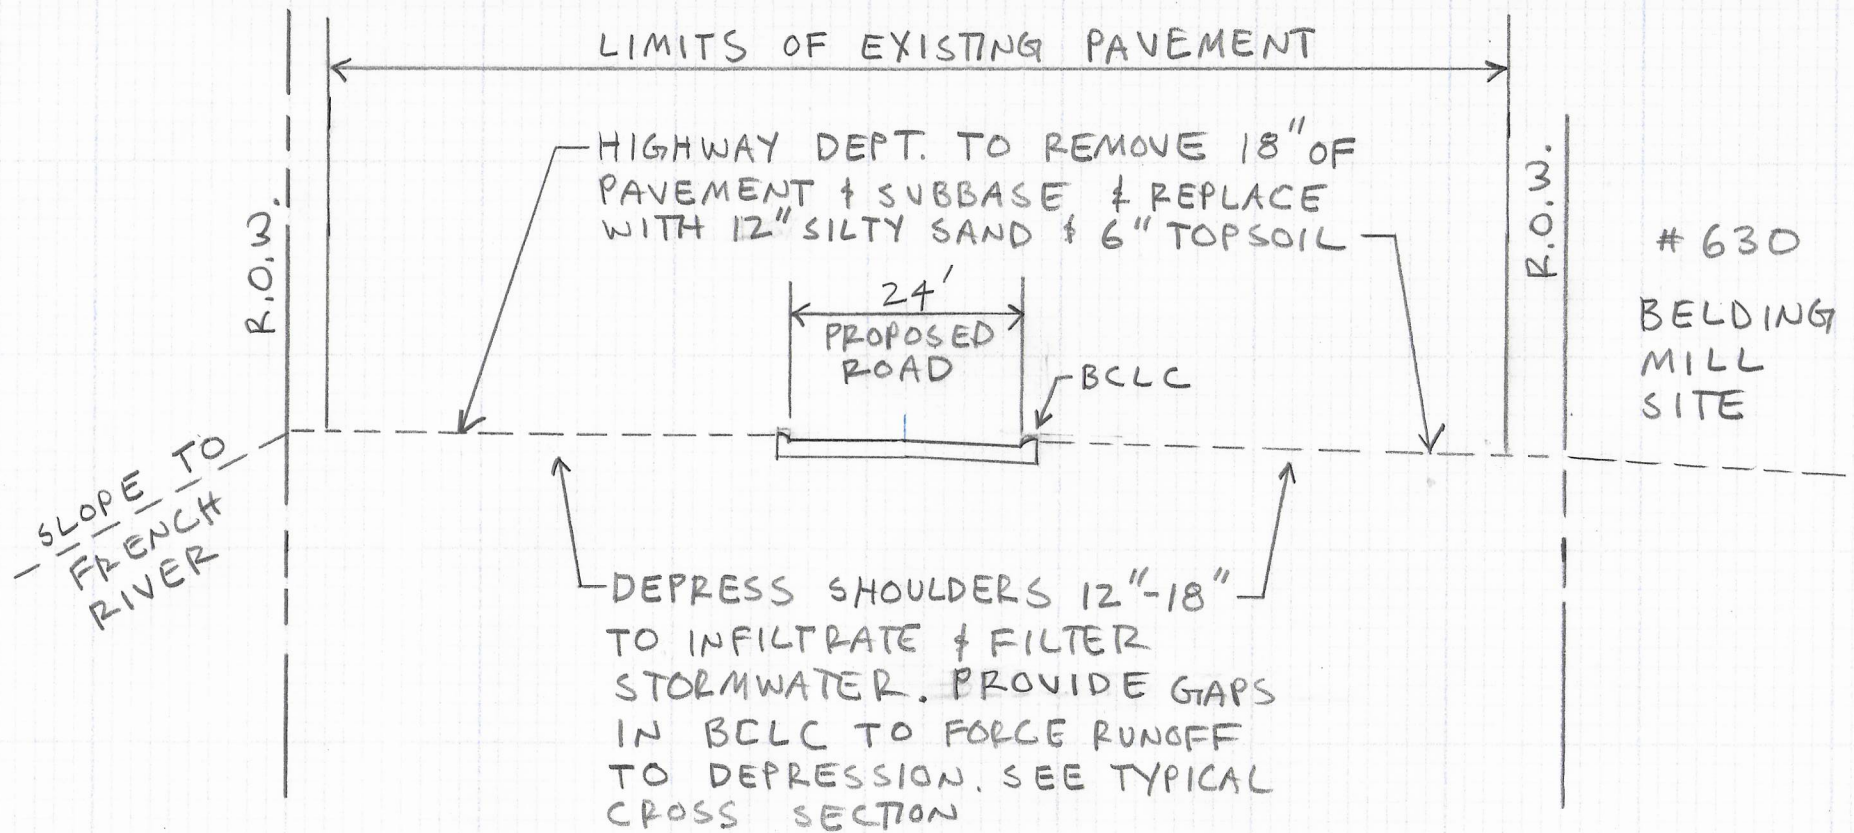 LIMITS OF EXISTING PAVEMENT
HIGHWAY DEPT. TO REMOVE 18" OF
PAVEMENT & SUBBASE & REPLACE
WITH 12" SILTY SAND & 6" TOPSOIL
R.O.W.
R.O.W.
# 630
BELDING
MILL
SITE
24'
PROPOSED
ROAD
BCLC
SLOPE TO
FRENCH
RIVER
DEPRESS SHOULDERS 12"-18"
TO INFILTRATE & FILTER
STORMWATER. PROVIDE GAPS
IN BCLC TO FORCE RUNOFF
TO DEPRESSION. SEE TYPICAL
CROSS SECTION